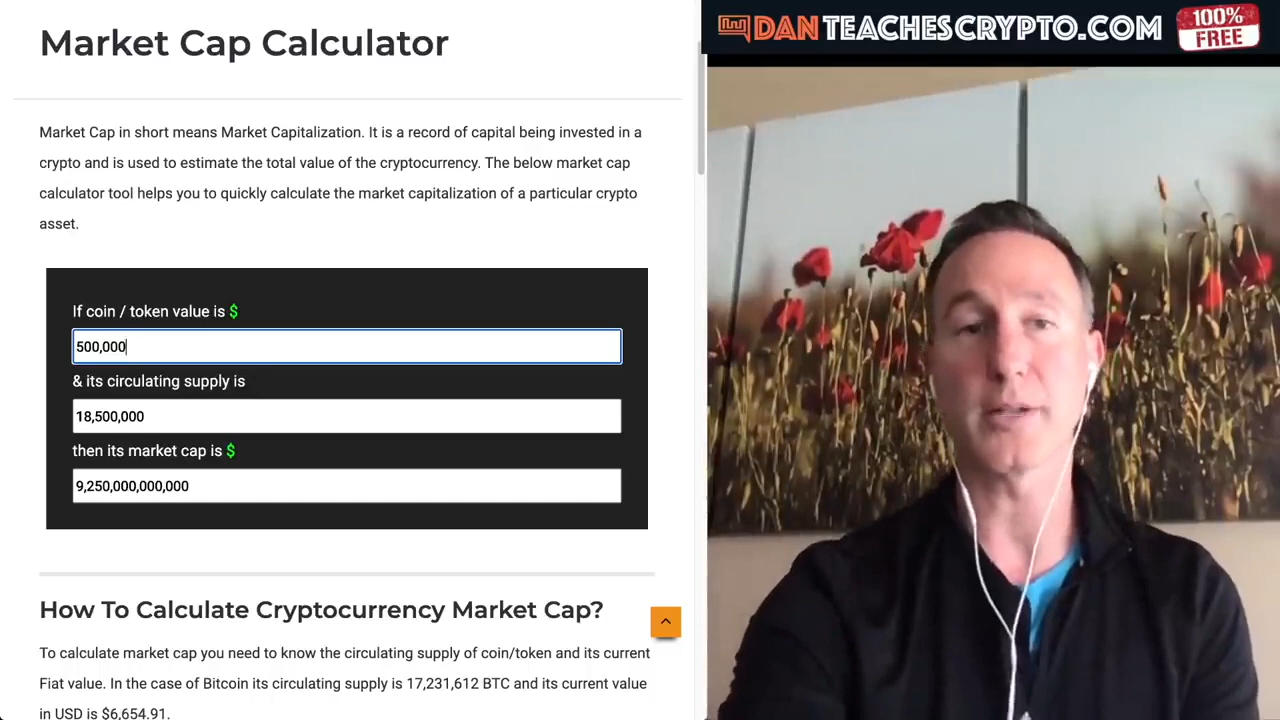 Market Cap Calculator
Market Cap in short means Market Capitalization. It is a record of capital being invested in a
crypto and is used to estimate the total value of the cryptocurrency. The below market cap
calculator tool helps you to quickly calculate the market capitalization of a particular crypto
asset.
If coin / token value is $
500,000
& its circulating supply is
18,500,000
then its market cap is $
9,250,000,000,000
How To Calculate Cryptocurrency Market Cap?
To calculate market cap you need to know the circulating supply of coin/token and its current
Fiat value. In the case of Bitcoin its circulating supply is 17,231,612 BTC and its current value
in USD is $6,654.91.
DANTEACHESCRYPTO.COM
100%
FREE